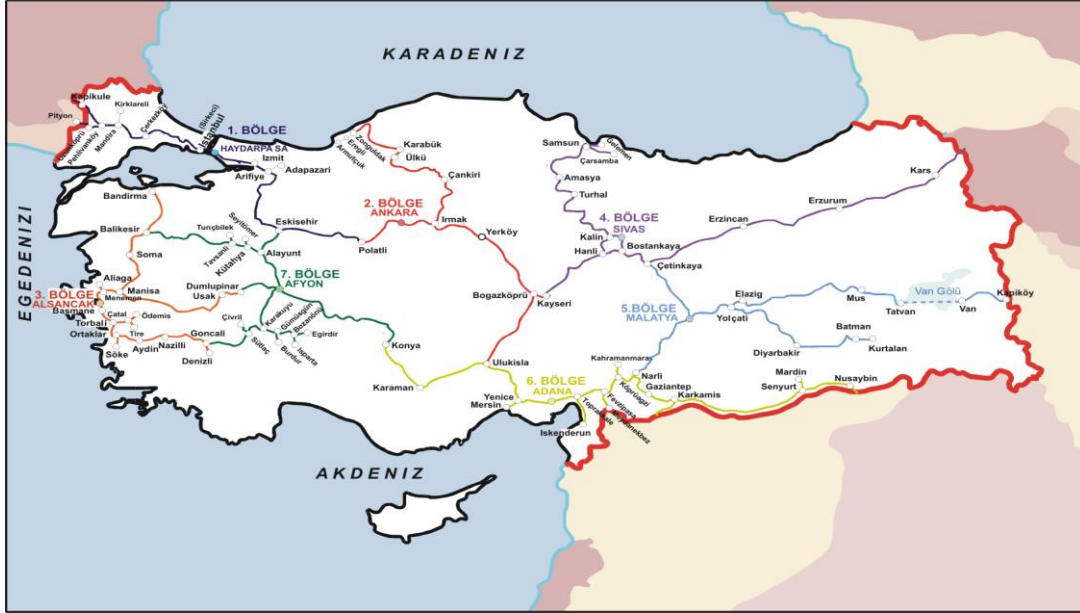 KARADENIZ
Kapikule
Kirklareli
Pityon
Uzunköprü
Pehlivanköy
Mandira
Çerkezköy
Istanbul
(Sirkeci)
1. BÖLGE
HAYDARPA SA
Izmit
Arifiye
Adapazari
Zonguldak
Eregli
Armutçuk
Karabük
Ülkü
Çankiri
Samsun
Gelemen
Çarsamba
Amasya
Turhal
Kars
Erzurum
Erzincan
Bandirma
Balikesir
Tunçbilek
Seyitömer
Tavsanli
Kütahya
Alayunt
Eskisehir
2. BÖLGE
ANKARA
Polatli
Irmak
Yerköy
4. BÖLGE
SIVAS
Kalin
Hanli
Bostankaya
Çetinkaya
EGEDENIZI
Soma
Aliaga
Manisa
Menemen
3. BÖLGE
ALSANCAK
Basmane
Çatal
Ödemis
Torbali
Tire
Ortaklar
Söke
Aydin
Nazilli
Goncali
Denizli
Dumlupinar
Usak
7. BÖLGE
AFYON
Çivril
Sütlaç
Karakuyu
Gümüsgün
Bozanönü
Egirdir
Isparta
Burdur
Bogazköprü
Kayseri
5.BÖLGE
MALATYA
Elazig
Yolçati
Mus
Tatvan
Van Gölü
Van
Kapiköy
Batman
Kurtalan
Diyarbakir
Konya
Karaman
Ulukisla
Kahramanmaras
Narli
Köprüagzi
Gaziantep
Karkamis
Mardin
Senyurt
Nusaybin
6. BÖLGE
ADANA
Yenice
Mersin
Toprakkale
Fevzipasa
Iskenderun
AKDENIZ